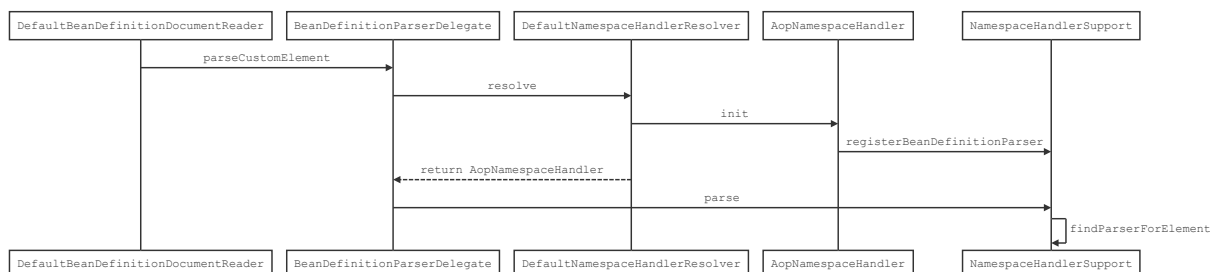 DefaultBeanDefinitionDocumentReader
BeanDefinitionParserDelegate
DefaultNamespaceHandlerResolver
AopNamespaceHandler
NamespaceHandlerSupport
parseCustomElement
resolve
init
registerBeanDefinitionParser
return AopNamespaceHandler
parse
findParserForElement
DefaultBeanDefinitionDocumentReader
BeanDefinitionParserDelegate
DefaultNamespaceHandlerResolver
AopNamespaceHandler
NamespaceHandlerSupport